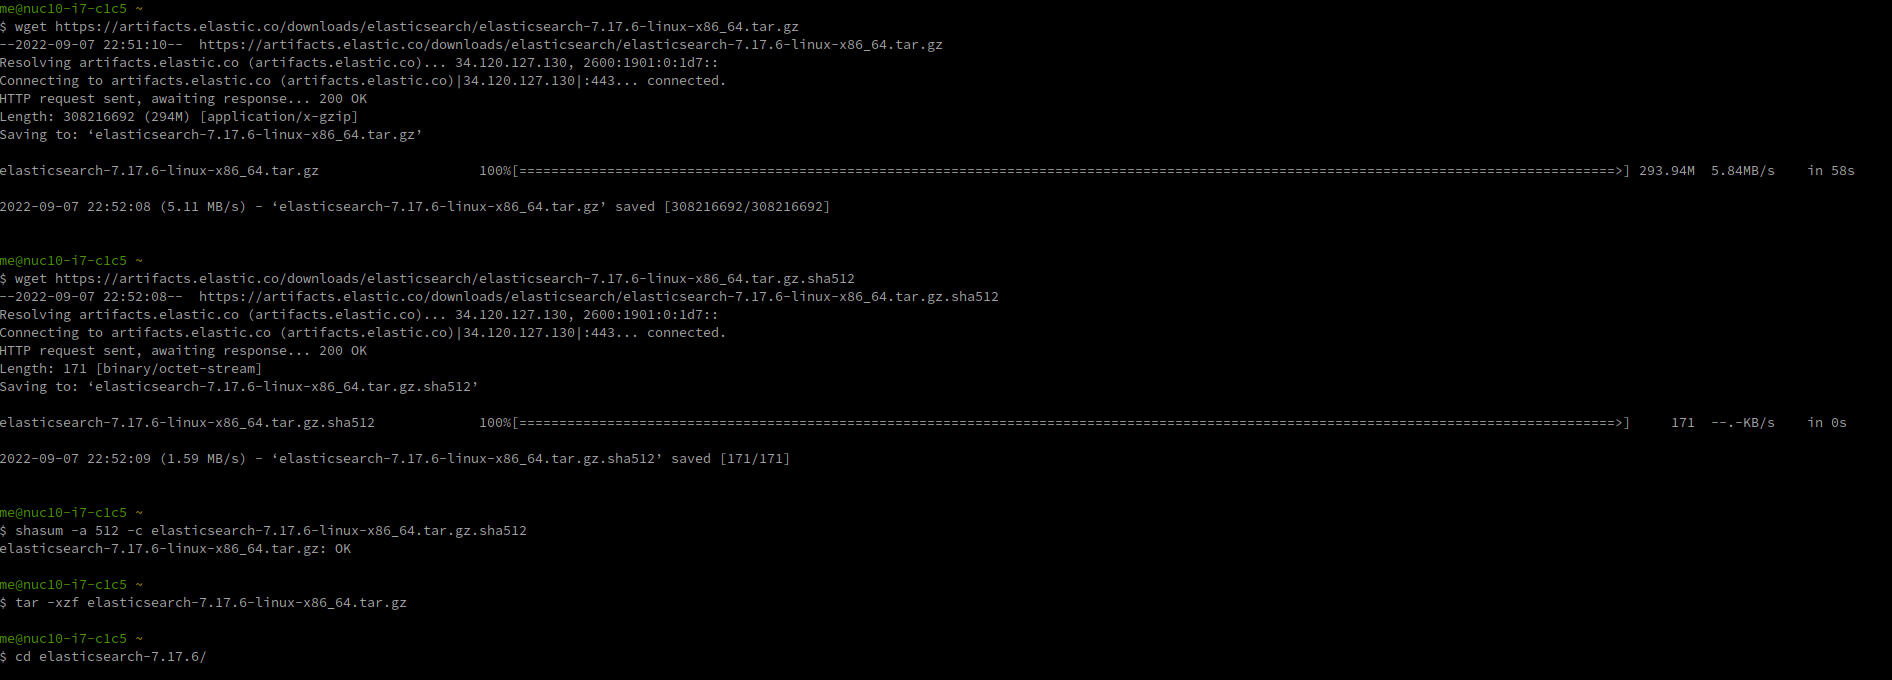 me@nuc10-i7-c1c5 ~
$ wget https://artifacts.elastic.co/downloads/elasticsearch/elasticsearch-7.17.6-linux-x86_64.tar.gz
--2022-09-07 22:51:10--  https://artifacts.elastic.co/downloads/elasticsearch/elasticsearch-7.17.6-linux-x86_64.tar.gz
Resolving artifacts.elastic.co (artifacts.elastic.co)... 34.120.127.130, 2600:1901:0:1d7::
Connecting to artifacts.elastic.co (artifacts.elastic.co)|34.120.127.130|:443... connected.
HTTP request sent, awaiting response... 200 OK
Length: 308216692 (294M) [application/x-gzip]
Saving to: ‘elasticsearch-7.17.6-linux-x86_64.tar.gz’
elasticsearch-7.17.6-linux-x86_64.tar.gz 100%[=========================================================================================================================================>] 293.94M 5.84MB/s in 58s
2022-09-07 22:52:08 (5.11 MB/s) - ‘elasticsearch-7.17.6-linux-x86_64.tar.gz’ saved [308216692/308216692]
me@nuc10-i7-c1c5 ~
$ wget https://artifacts.elastic.co/downloads/elasticsearch/elasticsearch-7.17.6-linux-x86_64.tar.gz.sha512
--2022-09-07 22:52:08--  https://artifacts.elastic.co/downloads/elasticsearch/elasticsearch-7.17.6-linux-x86_64.tar.gz.sha512
Resolving artifacts.elastic.co (artifacts.elastic.co)... 34.120.127.130, 2600:1901:0:1d7::
Connecting to artifacts.elastic.co (artifacts.elastic.co)|34.120.127.130|:443... connected.
HTTP request sent, awaiting response... 200 OK
Length: 171 [binary/octet-stream]
Saving to: ‘elasticsearch-7.17.6-linux-x86_64.tar.gz.sha512’
elasticsearch-7.17.6-linux-x86_64.tar.gz.sha512 100%[=========================================================================================================================================>] 171 --.-KB/s in 0s
2022-09-07 22:52:09 (1.59 MB/s) - ‘elasticsearch-7.17.6-linux-x86_64.tar.gz.sha512’ saved [171/171]
me@nuc10-i7-c1c5 ~
$ shasum -a 512 -c elasticsearch-7.17.6-linux-x86_64.tar.gz.sha512
elasticsearch-7.17.6-linux-x86_64.tar.gz: OK
me@nuc10-i7-c1c5 ~
$ tar -xzf elasticsearch-7.17.6-linux-x86_64.tar.gz
me@nuc10-i7-c1c5 ~
$ cd elasticsearch-7.17.6/